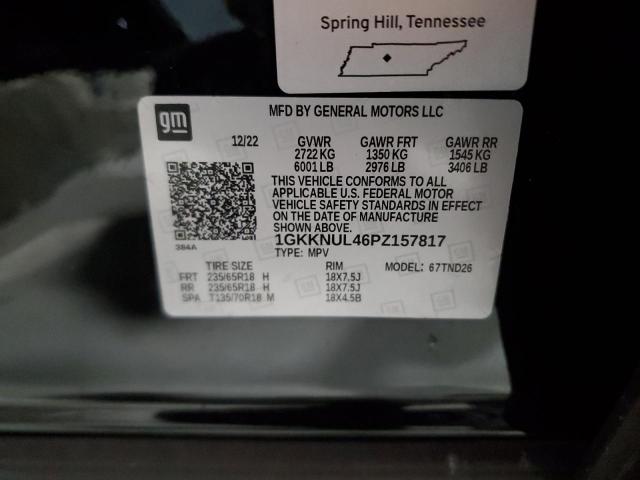 Spring Hill, Tennessee
gm
MFD BY GENERAL MOTORS LLC
12/22 GVWR GAWR FRT GAWR RR
2722 KG 1350 KG 1545 KG
6001 LB 2976 LB 3406 LB
THIS VEHICLE CONFORMS TO ALL
APPLICABLE U.S. FEDERAL MOTOR
VEHICLE SAFETY STANDARDS IN EFFECT
ON THE DATE OF MANUFACTURE
SHOWN ABOVE.
384A
1GKKNUL46PZ157817
TYPE: MPV
TIRE SIZE RIM MODEL: 67TND26
FRT 235/65R18 H 18X7.5J
RR 235/65R18 H 18X7.5J
SPA T135/70R18 M 18X4.5B